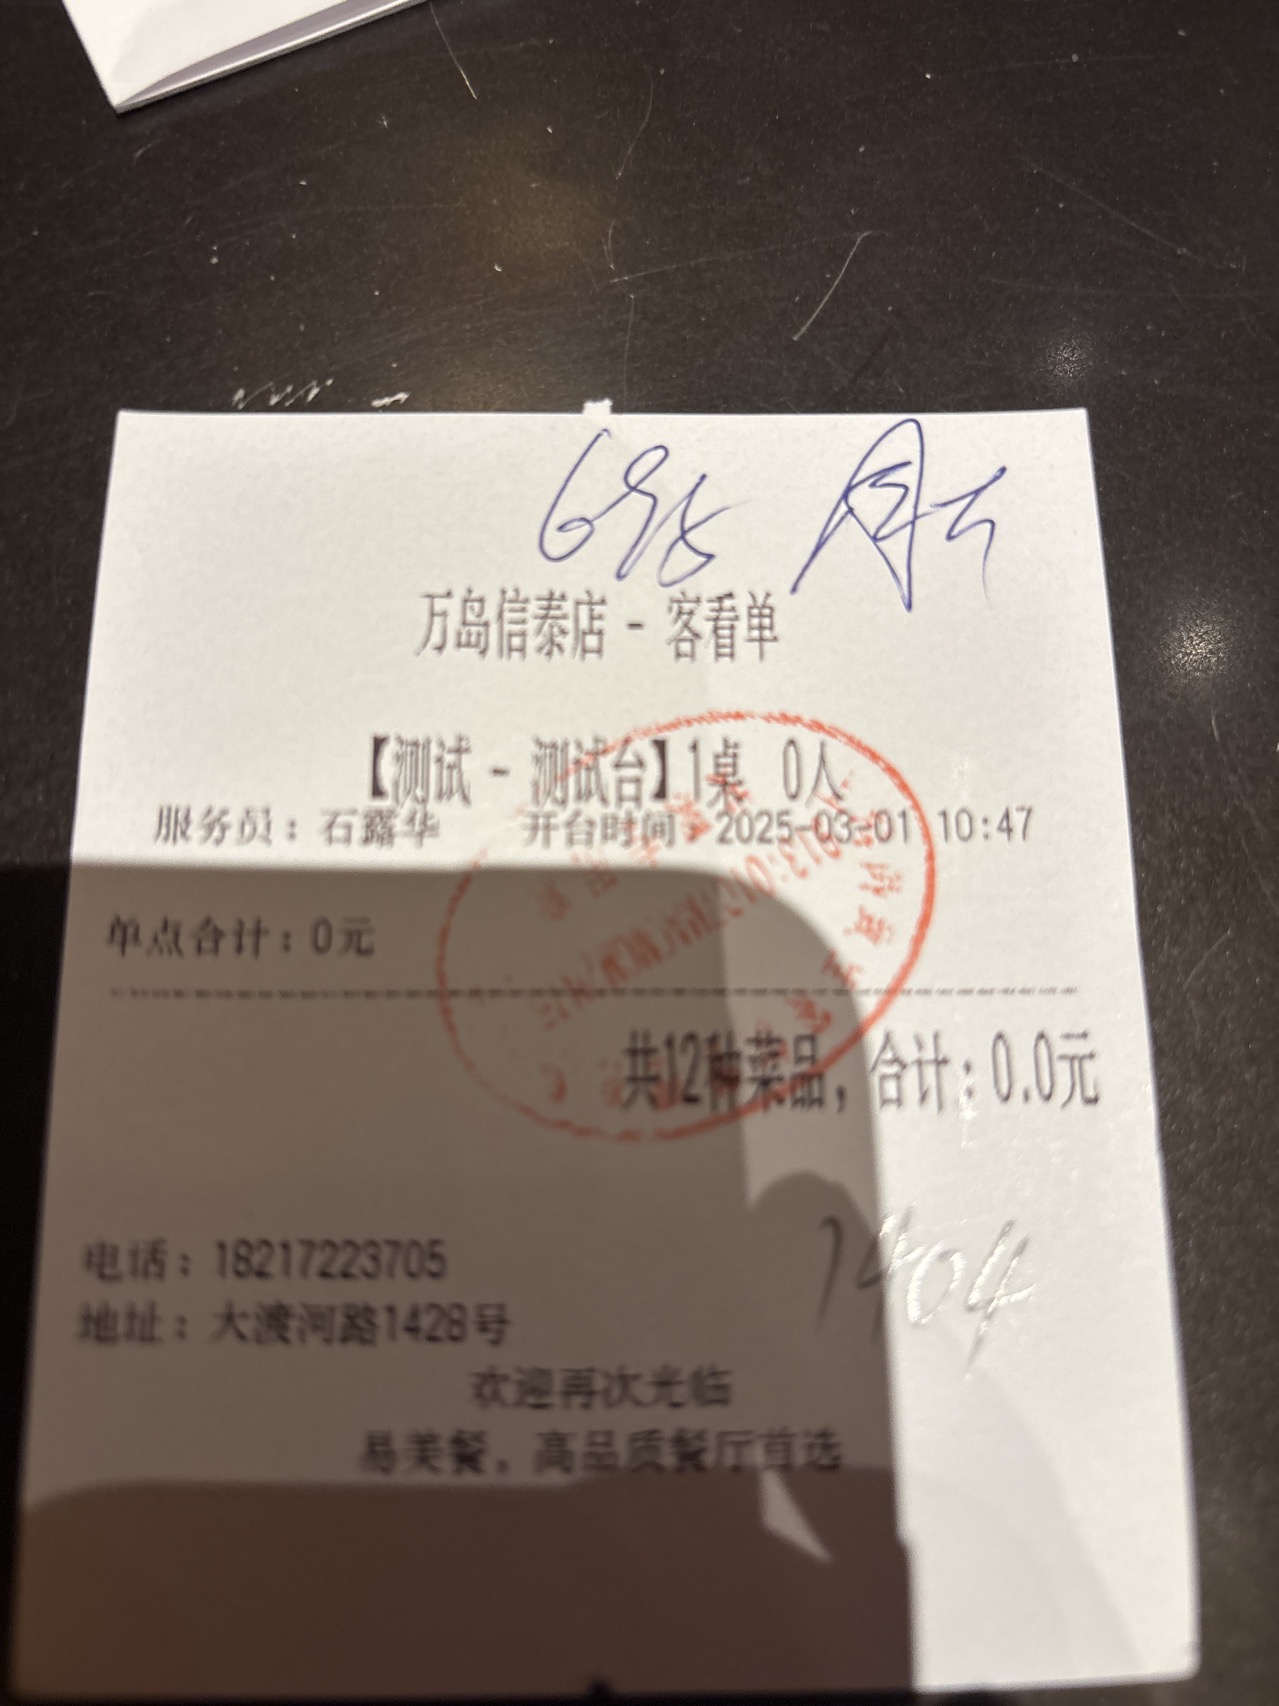 万岛信泰店 - 客看单
【测试 - 测试台】1桌 0人
服务员：石露华 开台时间：2025-03-01 10:47
单点合计：0元
共12种菜品，合计：0.0元
7404
电话：18217223705
地址：大渡河路1428号
欢迎再次光临
易美餐，高品质餐厅首选